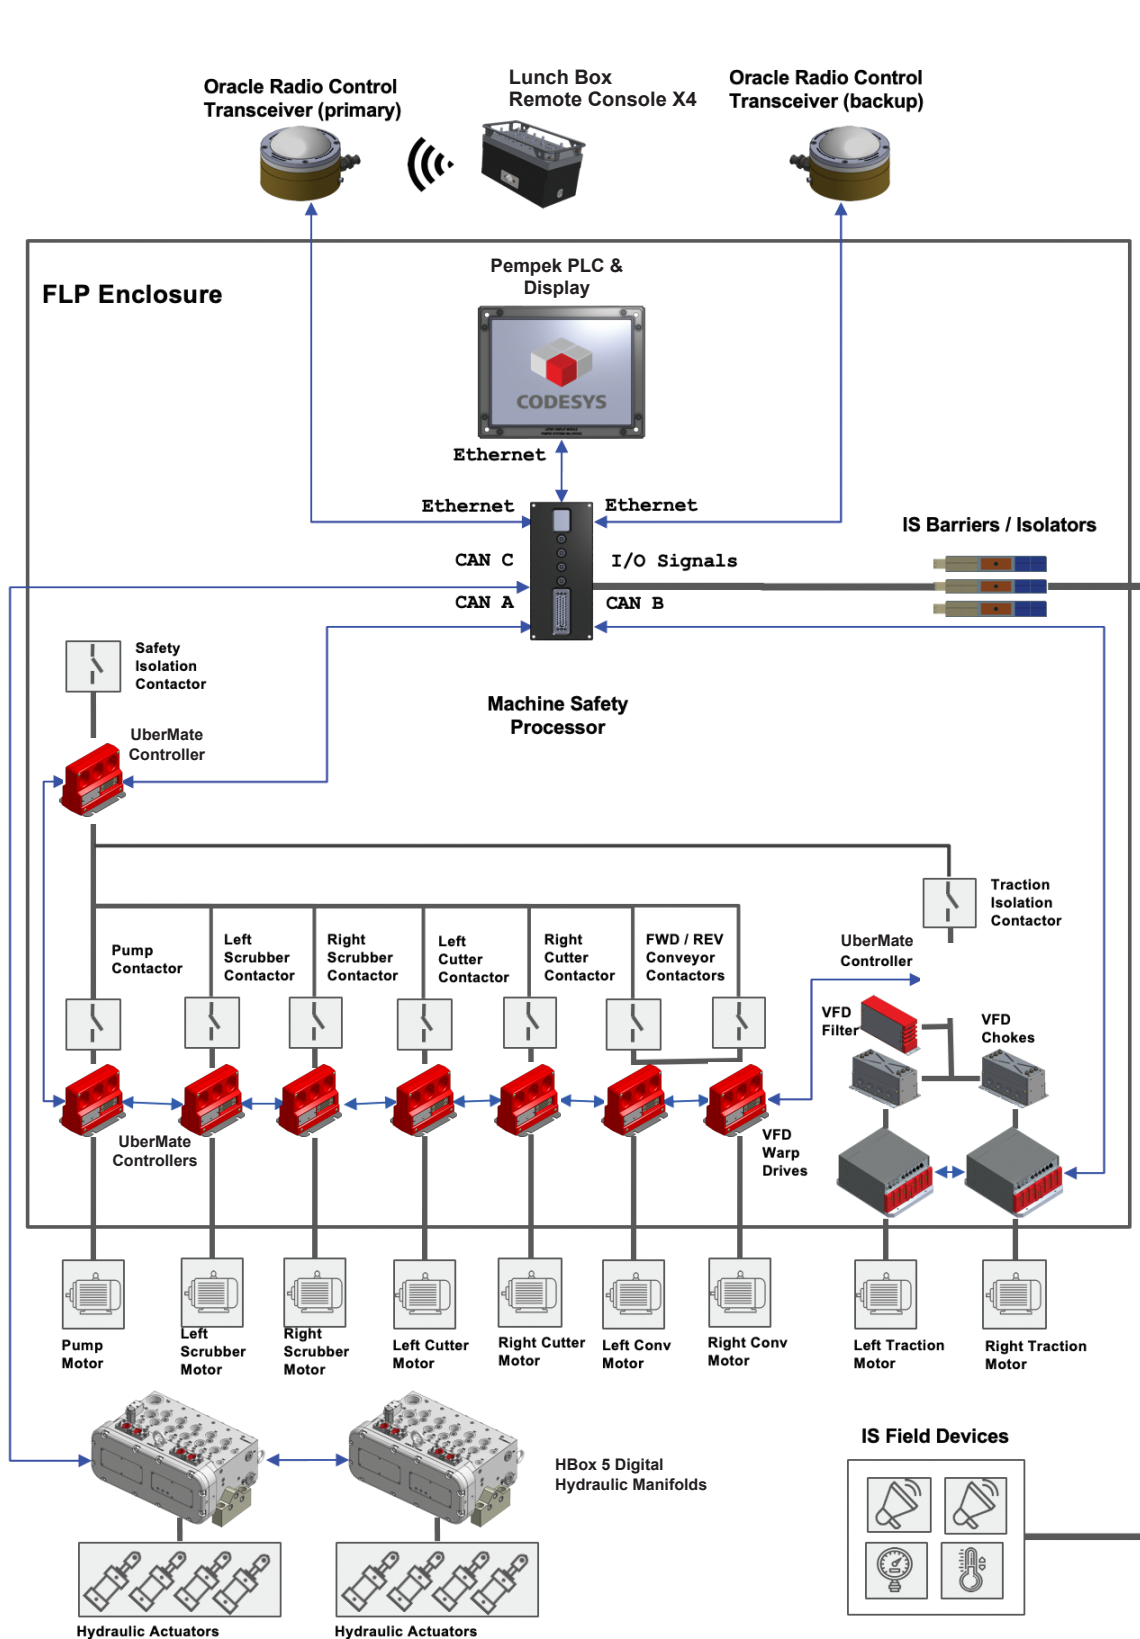 Oracle Radio Control
Transceiver (primary)
Lunch Box
Remote Console X4
Oracle Radio Control
Transceiver (backup)
FLP Enclosure
Pempek PLC &
Display
CODESYS
Ethernet
Ethernet
Ethernet
IS Barriers / Isolators
CAN C
I/O Signals
CAN A
CAN B
Safety
Isolation
Contactor
Machine Safety
Processor
UberMate
Controller
Traction
Isolation
Contactor
Pump
Contactor
Left
Scrubber
Contactor
Right
Scrubber
Contactor
Left
Cutter
Contactor
Right
Cutter
Contactor
FWD / REV
Conveyor
Contactors
UberMate
Controller
VFD
Filter
VFD
Chokes
UberMate
Controllers
VFD
Warp
Drives
Pump
Motor
Left
Scrubber
Motor
Right
Scrubber
Motor
Left Cutter
Motor
Right Cutter
Motor
Left Conv
Motor
Right Conv
Motor
Left Traction
Motor
Right Traction
Motor
HBox 5 Digital
Hydraulic Manifolds
IS Field Devices
Hydraulic Actuators
Hydraulic Actuators